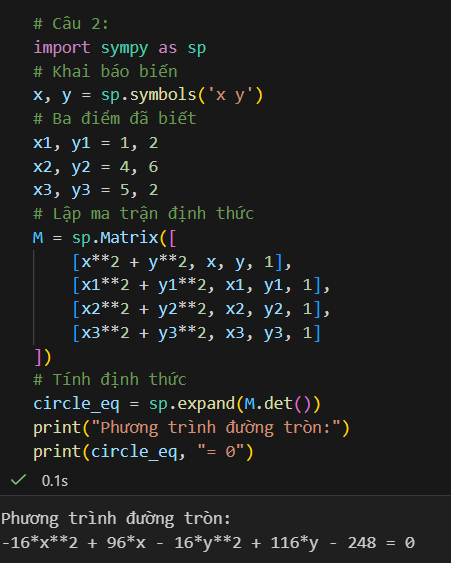 # Câu 2:
import sympy as sp
# Khai báo biến
x, y = sp.symbols('x y')
# Ba điểm đã biết
x1, y1 = 1, 2
x2, y2 = 4, 6
x3, y3 = 5, 2
# Lập ma trận định thức
M = sp.Matrix([
    [x**2 + y**2, x, y, 1],
    [x1**2 + y1**2, x1, y1, 1],
    [x2**2 + y2**2, x2, y2, 1],
    [x3**2 + y3**2, x3, y3, 1]
])
# Tính định thức
circle_eq = sp.expand(M.det())
print("Phương trình đường tròn:")
print(circle_eq, "= 0")
0.1s
Phương trình đường tròn:
-16*x**2 + 96*x - 16*y**2 + 116*y - 248 = 0